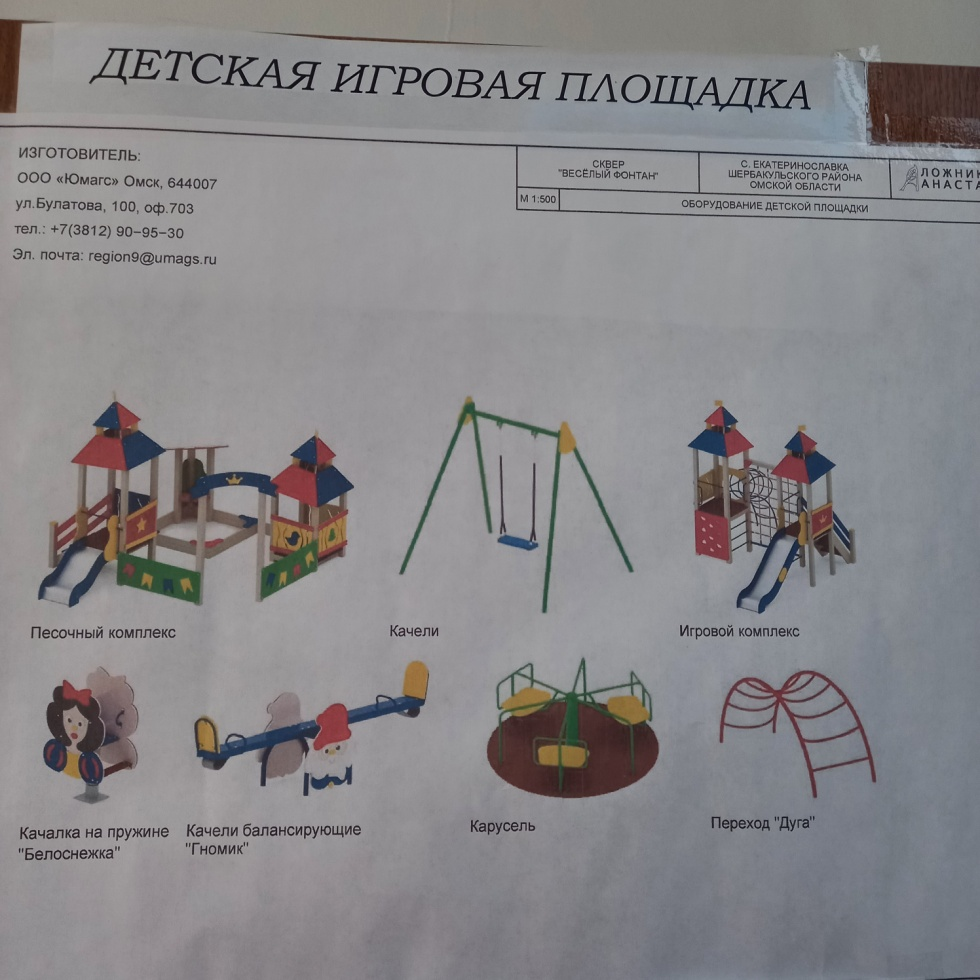 ДЕТСКАЯ ИГРОВАЯ ПЛОЩАДКА
ИЗГОТОВИТЕЛЬ:
ООО «Юмагс» Омск, 644007
ул.Булатова, 100, оф.703
тел.: +7(3812) 90-95-30
Эл. почта: region9@umags.ru
СКВЕР
"ВЕСЁЛЫЙ ФОНТАН"
С. ЕКАТЕРИНОСЛАВКА
ШЕРБАКУЛЬСКОГО РАЙОНА
ОМСКОЙ ОБЛАСТИ
М 1:500
ОБОРУДОВАНИЕ ДЕТСКОЙ ПЛОЩАДКИ
Песочный комплекс
Качели
Игровой комплекс
Качалка на пружине
"Белоснежка"
Качели балансирующие
"Гномик"
Карусель
Переход "Дуга"